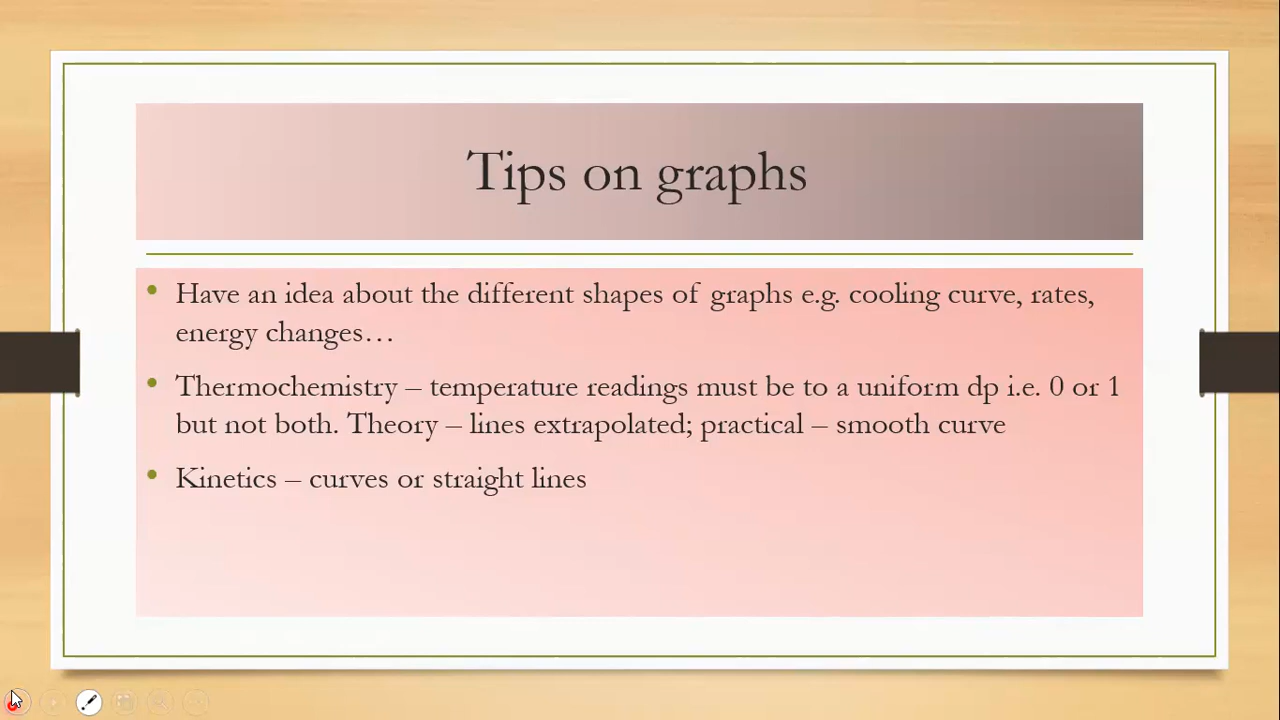 Tips on graphs
• Have an idea about the different shapes of graphs e.g. cooling curve, rates,
energy changes…
• Thermochemistry – temperature readings must be to a uniform dp i.e. 0 or 1
but not both. Theory – lines extrapolated; practical – smooth curve
• Kinetics – curves or straight lines